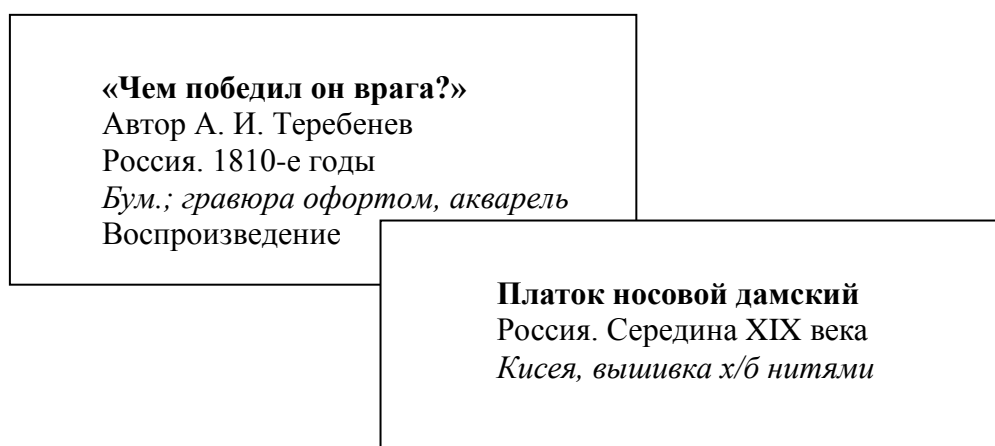 «Чем победил он врага?»
Автор А. И. Теребенев
Россия. 1810-е годы
Бум.; гравюра офортом, акварель
Воспроизведение
Платок носовой дамский
Россия. Середина XIX века
Кисея, вышивка х/б нитями